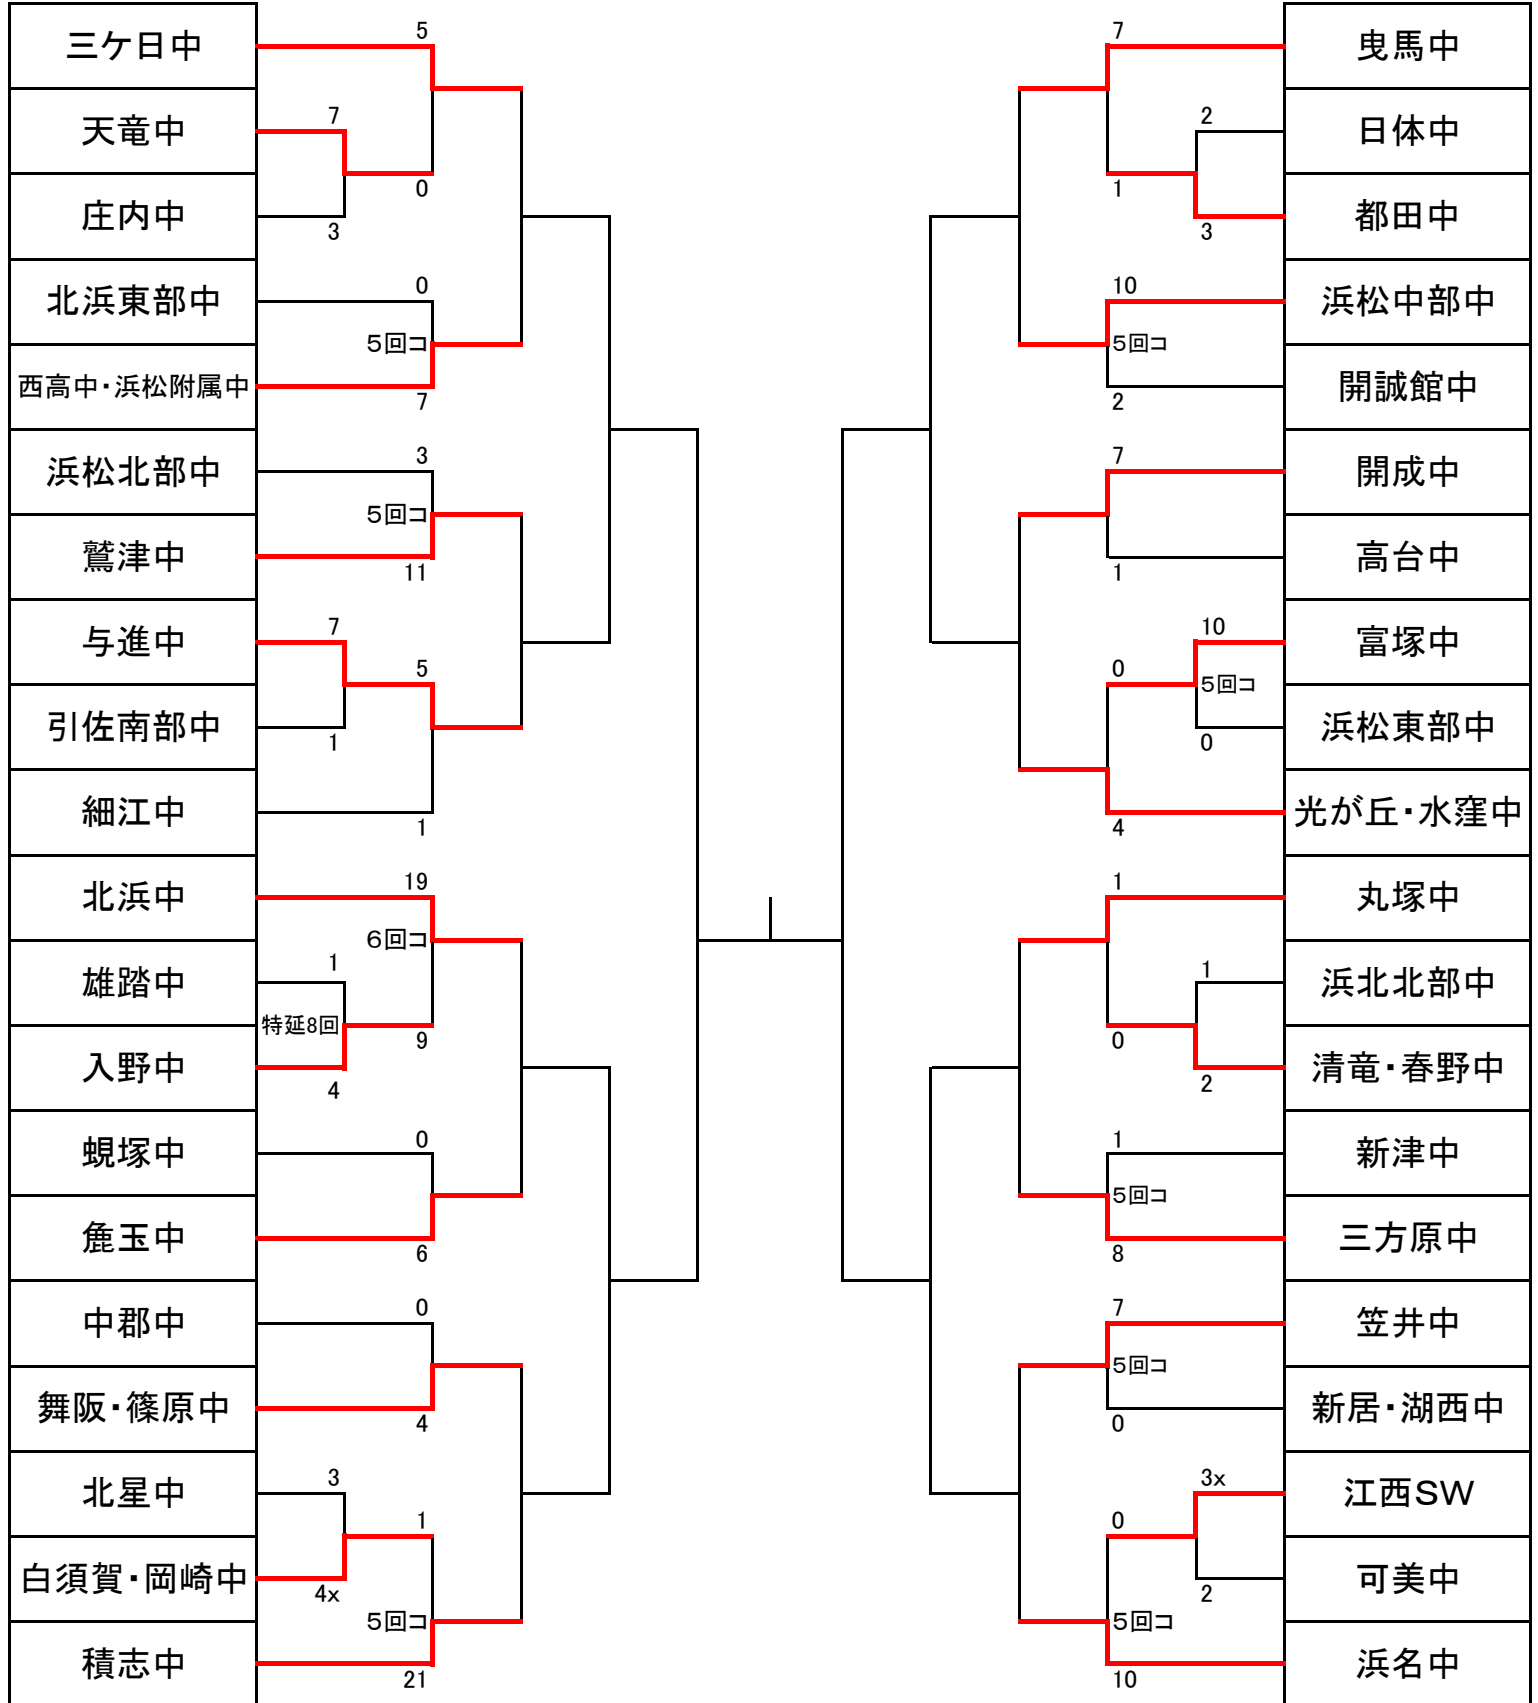 三ケ日中
天竜中
庄内中
北浜東部中
西高中・浜松附属中
浜松北部中
鷲津中
与進中
引佐南部中
細江中
北浜中
雄踏中
入野中
蜆塚中
麁玉中
中郡中
舞阪・篠原中
北星中
白須賀・岡崎中
積志中
5
7
0
3
0
5回コ
7
3
5回コ
11
7
5
1
1
19
6回コ
1
特延8回
9
4
0
6
0
4
3
1
4x
5回コ
21
7
2
1
3
10
5回コ
2
7
1
10
0
5回コ
0
4
1
1
0
2
1
5回コ
8
7
5回コ
0
3x
0
2
5回コ
10
曳馬中
日体中
都田中
浜松中部中
開誠館中
開成中
高台中
富塚中
浜松東部中
光が丘・水窪中
丸塚中
浜北北部中
清竜・春野中
新津中
三方原中
笠井中
新居・湖西中
江西SW
可美中
浜名中